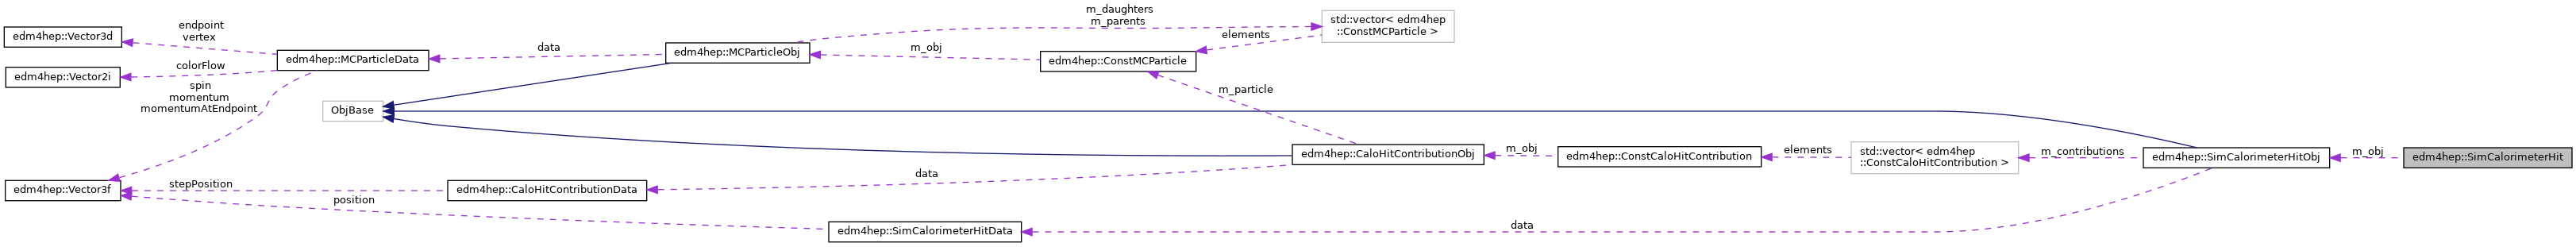 m_daughters
m_parents
std::vector< edm4hep
::ConstMCParticle >
endpoint
vertex
edm4hep::Vector3d
data
edm4hep::MCParticleObj
m_obj
elements
edm4hep::MCParticleData
edm4hep::ConstMCParticle
colorFlow
edm4hep::Vector2i
spin
momentum
momentumAtEndpoint
m_particle
ObjBase
edm4hep::CaloHitContributionObj
m_obj
edm4hep::ConstCaloHitContribution
elements
std::vector< edm4hep
::ConstCaloHitContribution >
m_contributions
edm4hep::SimCalorimeterHitObj
m_obj
edm4hep::SimCalorimeterHit
data
stepPosition
edm4hep::Vector3f
edm4hep::CaloHitContributionData
position
edm4hep::SimCalorimeterHitData
data